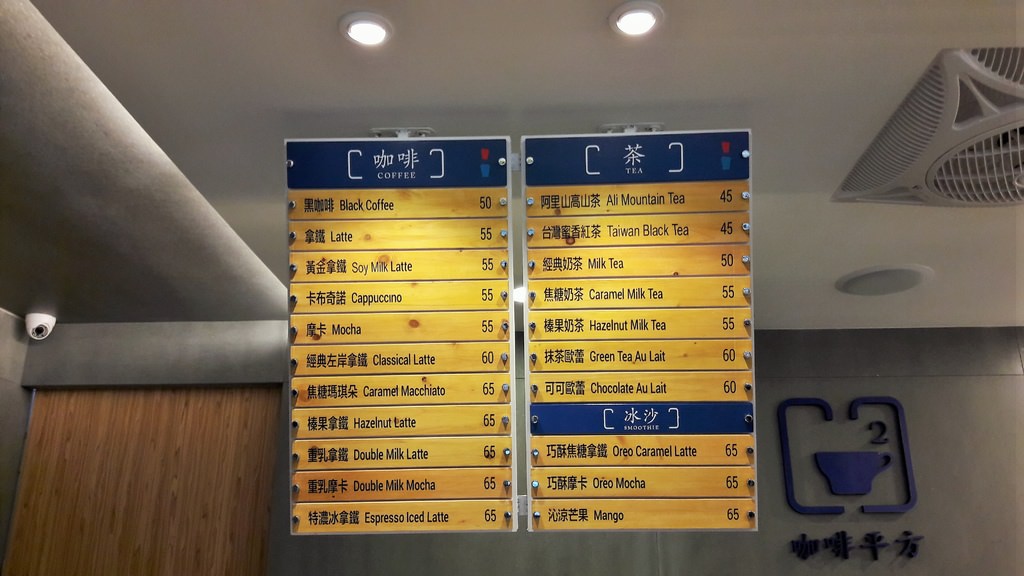 咖啡
COFFEE
黑咖啡 Black Coffee 50
拿鐵 Latte 55
黃金拿鐵 Soy Milk Latte 55
卡布奇諾 Cappuccino 55
摩卡 Mocha 55
經典左岸拿鐵 Classical Latte 60
焦糖瑪琪朵 Caramel Macchiato 65
榛果拿鐵 Hazelnut Latte 65
重乳拿鐵 Double Milk Latte 65
重乳摩卡 Double Milk Mocha 65
特濃冰拿鐵 Espresso Iced Latte 65
茶
TEA
阿里山高山茶 Ali Mountain Tea 45
台灣蜜香紅茶 Taiwan Black Tea 45
經典奶茶 Milk Tea 50
焦糖奶茶 Caramel Milk Tea 55
榛果奶茶 Hazelnut Milk Tea 55
抹茶歐蕾 Green Tea Au Lait 60
可可歐蕾 Chocolate Au Lait 60
冰沙
SMOOTHIE
巧酥焦糖拿鐵 Oreo Caramel Latte 65
巧酥摩卡 Oreo Mocha 65
沁涼芒果 Mango 65
2
咖啡平方